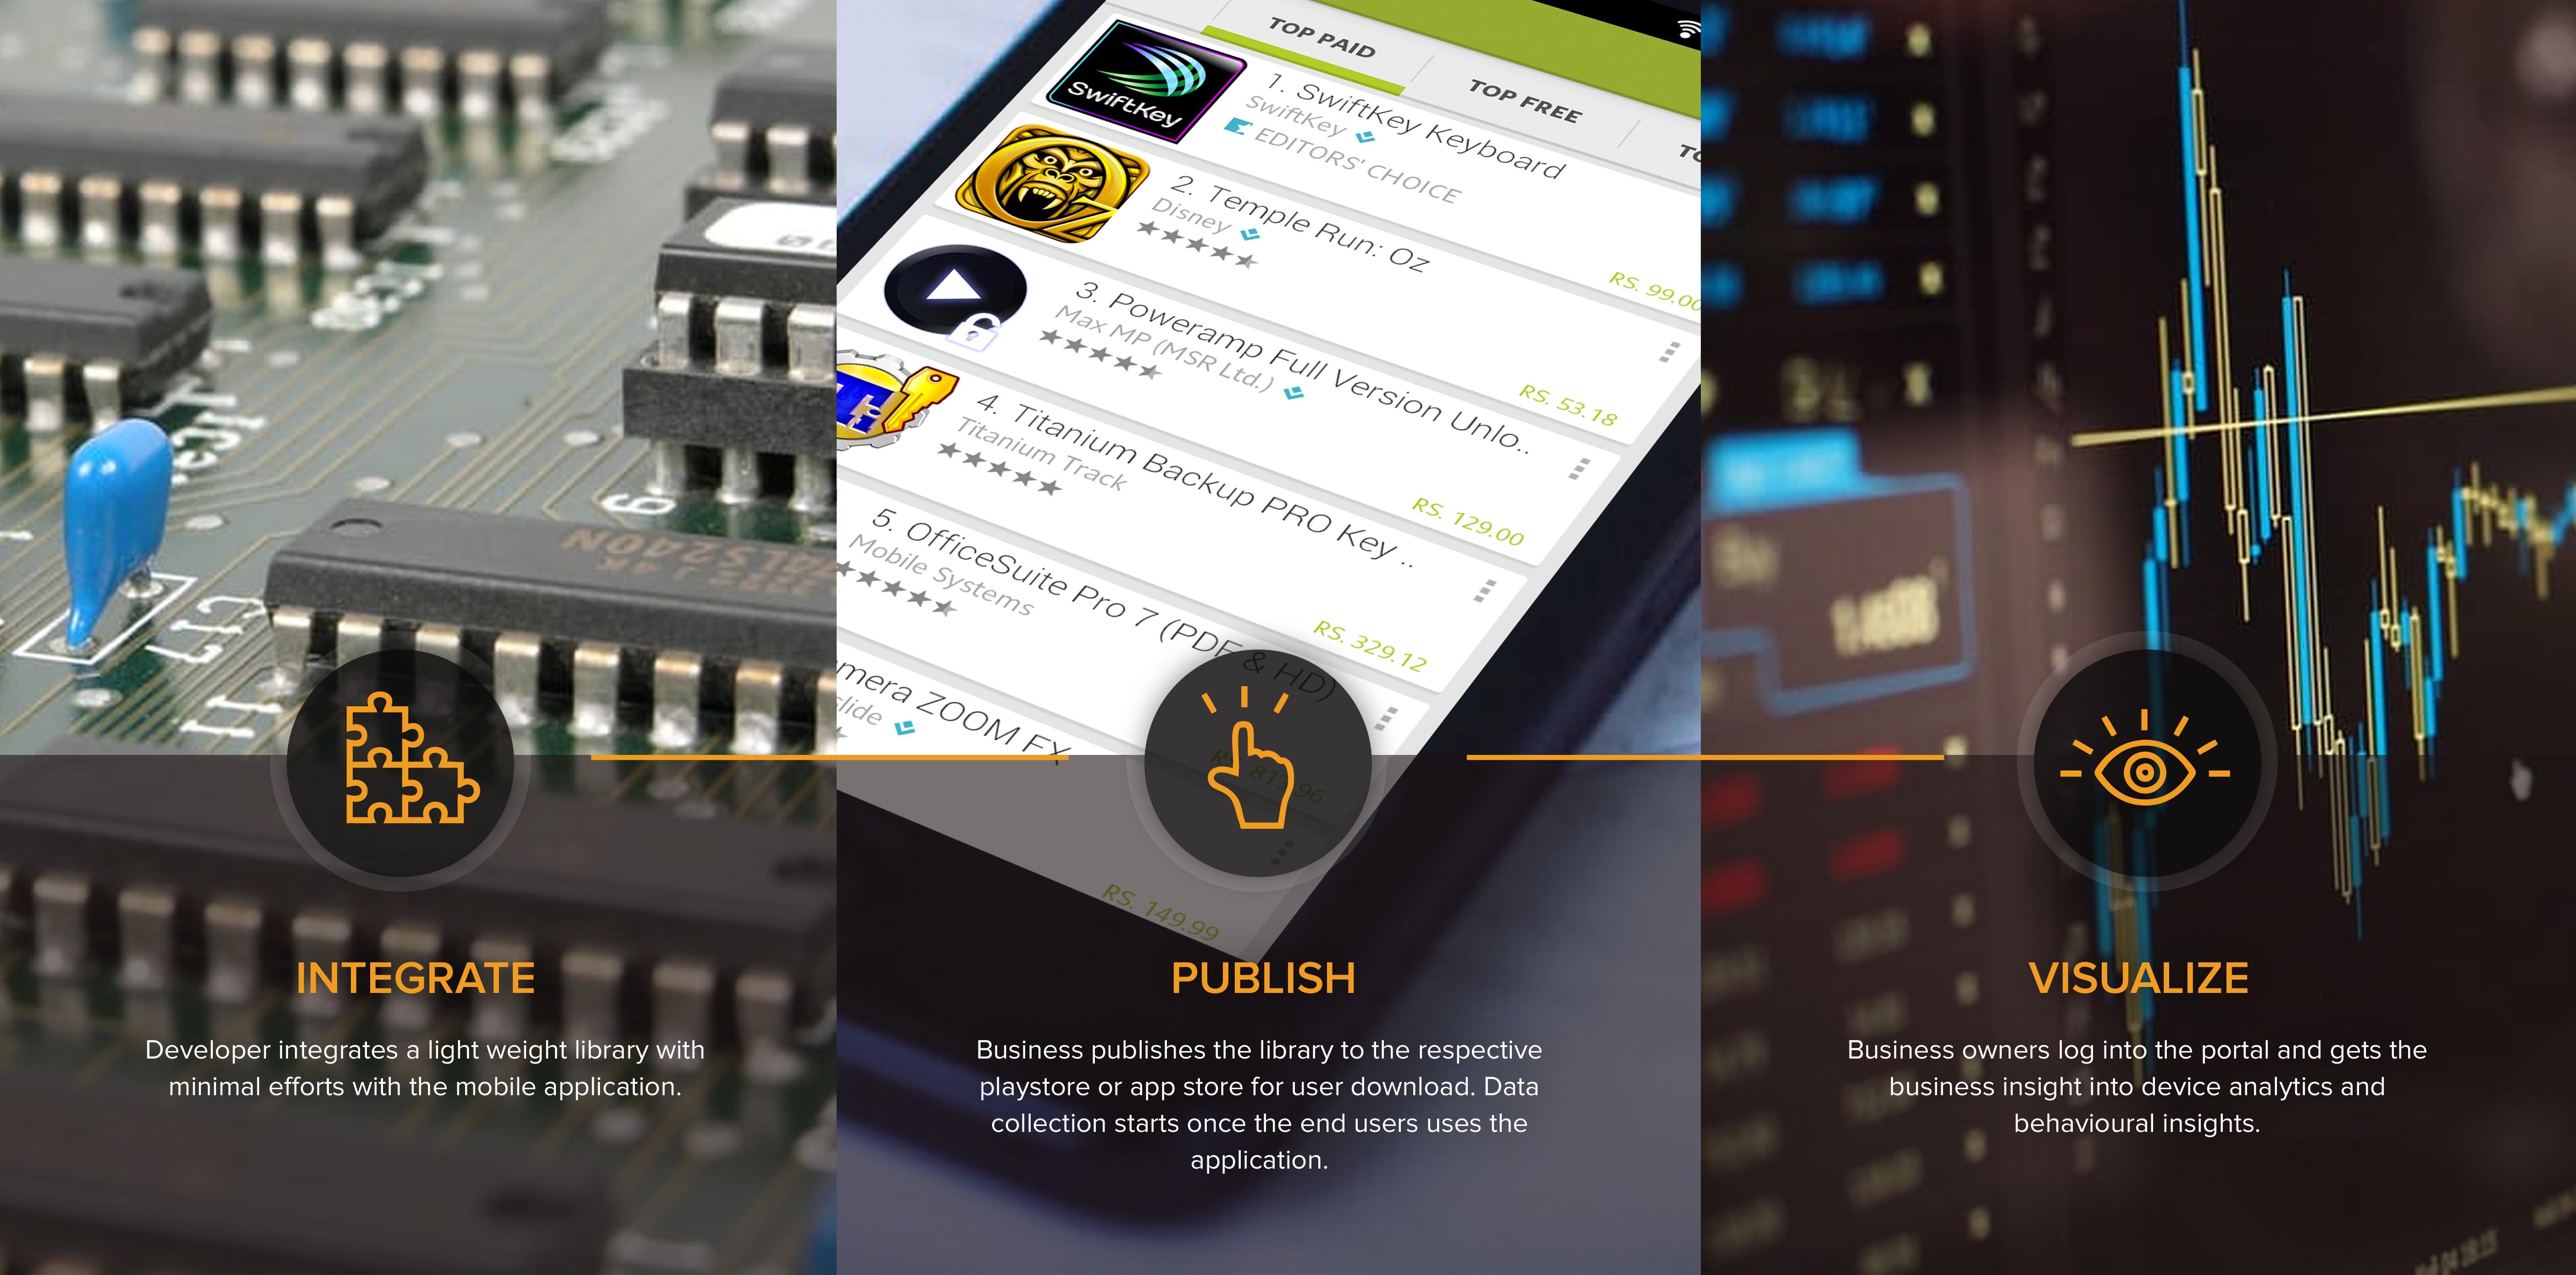 TOP PAID
TOP FREE
SwiftKey
1. SwiftKey Keyboard
SwiftKey
EDITORS' CHOICE
RS. 99.00
2. Temple Run: Oz
Disney
RS. 53.18
3. Poweramp Full Version Unlo..
Max MP (MSR Ltd.)
RS. 129.00
4. Titanium Backup PRO Key ..
Titanium Track
RS. 329.12
5. OfficeSuite Pro 7 (PDF & HD)
Mobile Systems
mera ZOOM FX
slide
RS. 149.99
INTEGRATE
Developer integrates a light weight library with
minimal efforts with the mobile application.
PUBLISH
Business publishes the library to the respective
playstore or app store for user download. Data
collection starts once the end users uses the
application.
VISUALIZE
Business owners log into the portal and gets the
business insight into device analytics and
behavioural insights.